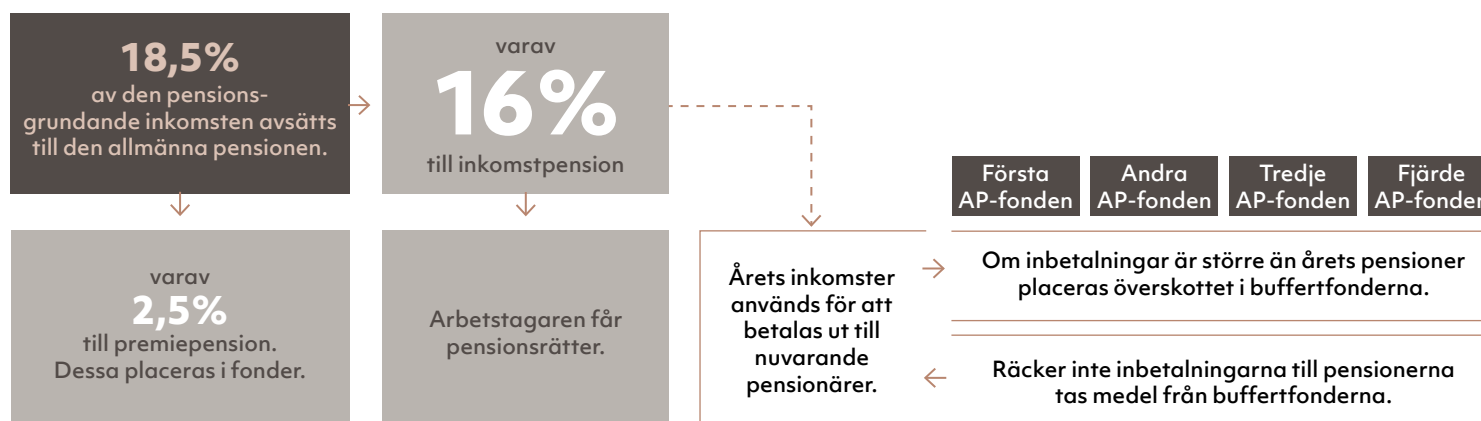 18,5%
av den pensions-
grundande inkomsten avsätts
till den allmänna pensionen.
varav
16%
till inkomstpension
varav
2,5%
till premiepension.
Dessa placeras i fonder.
Arbetstagaren får
pensionsrätter.
Årets inkomster
används för att
betalas ut till
nuvarande
pensionärer.
Första
AP-fonden
Andra
AP-fonden
Tredje
AP-fonden
Fjärde
AP-fonden
Om inbetalningar är större än årets pensioner
placeras överskottet i buffertfonderna.
Räcker inte inbetalningarna till pensionerna
tas medel från buffertfonderna.